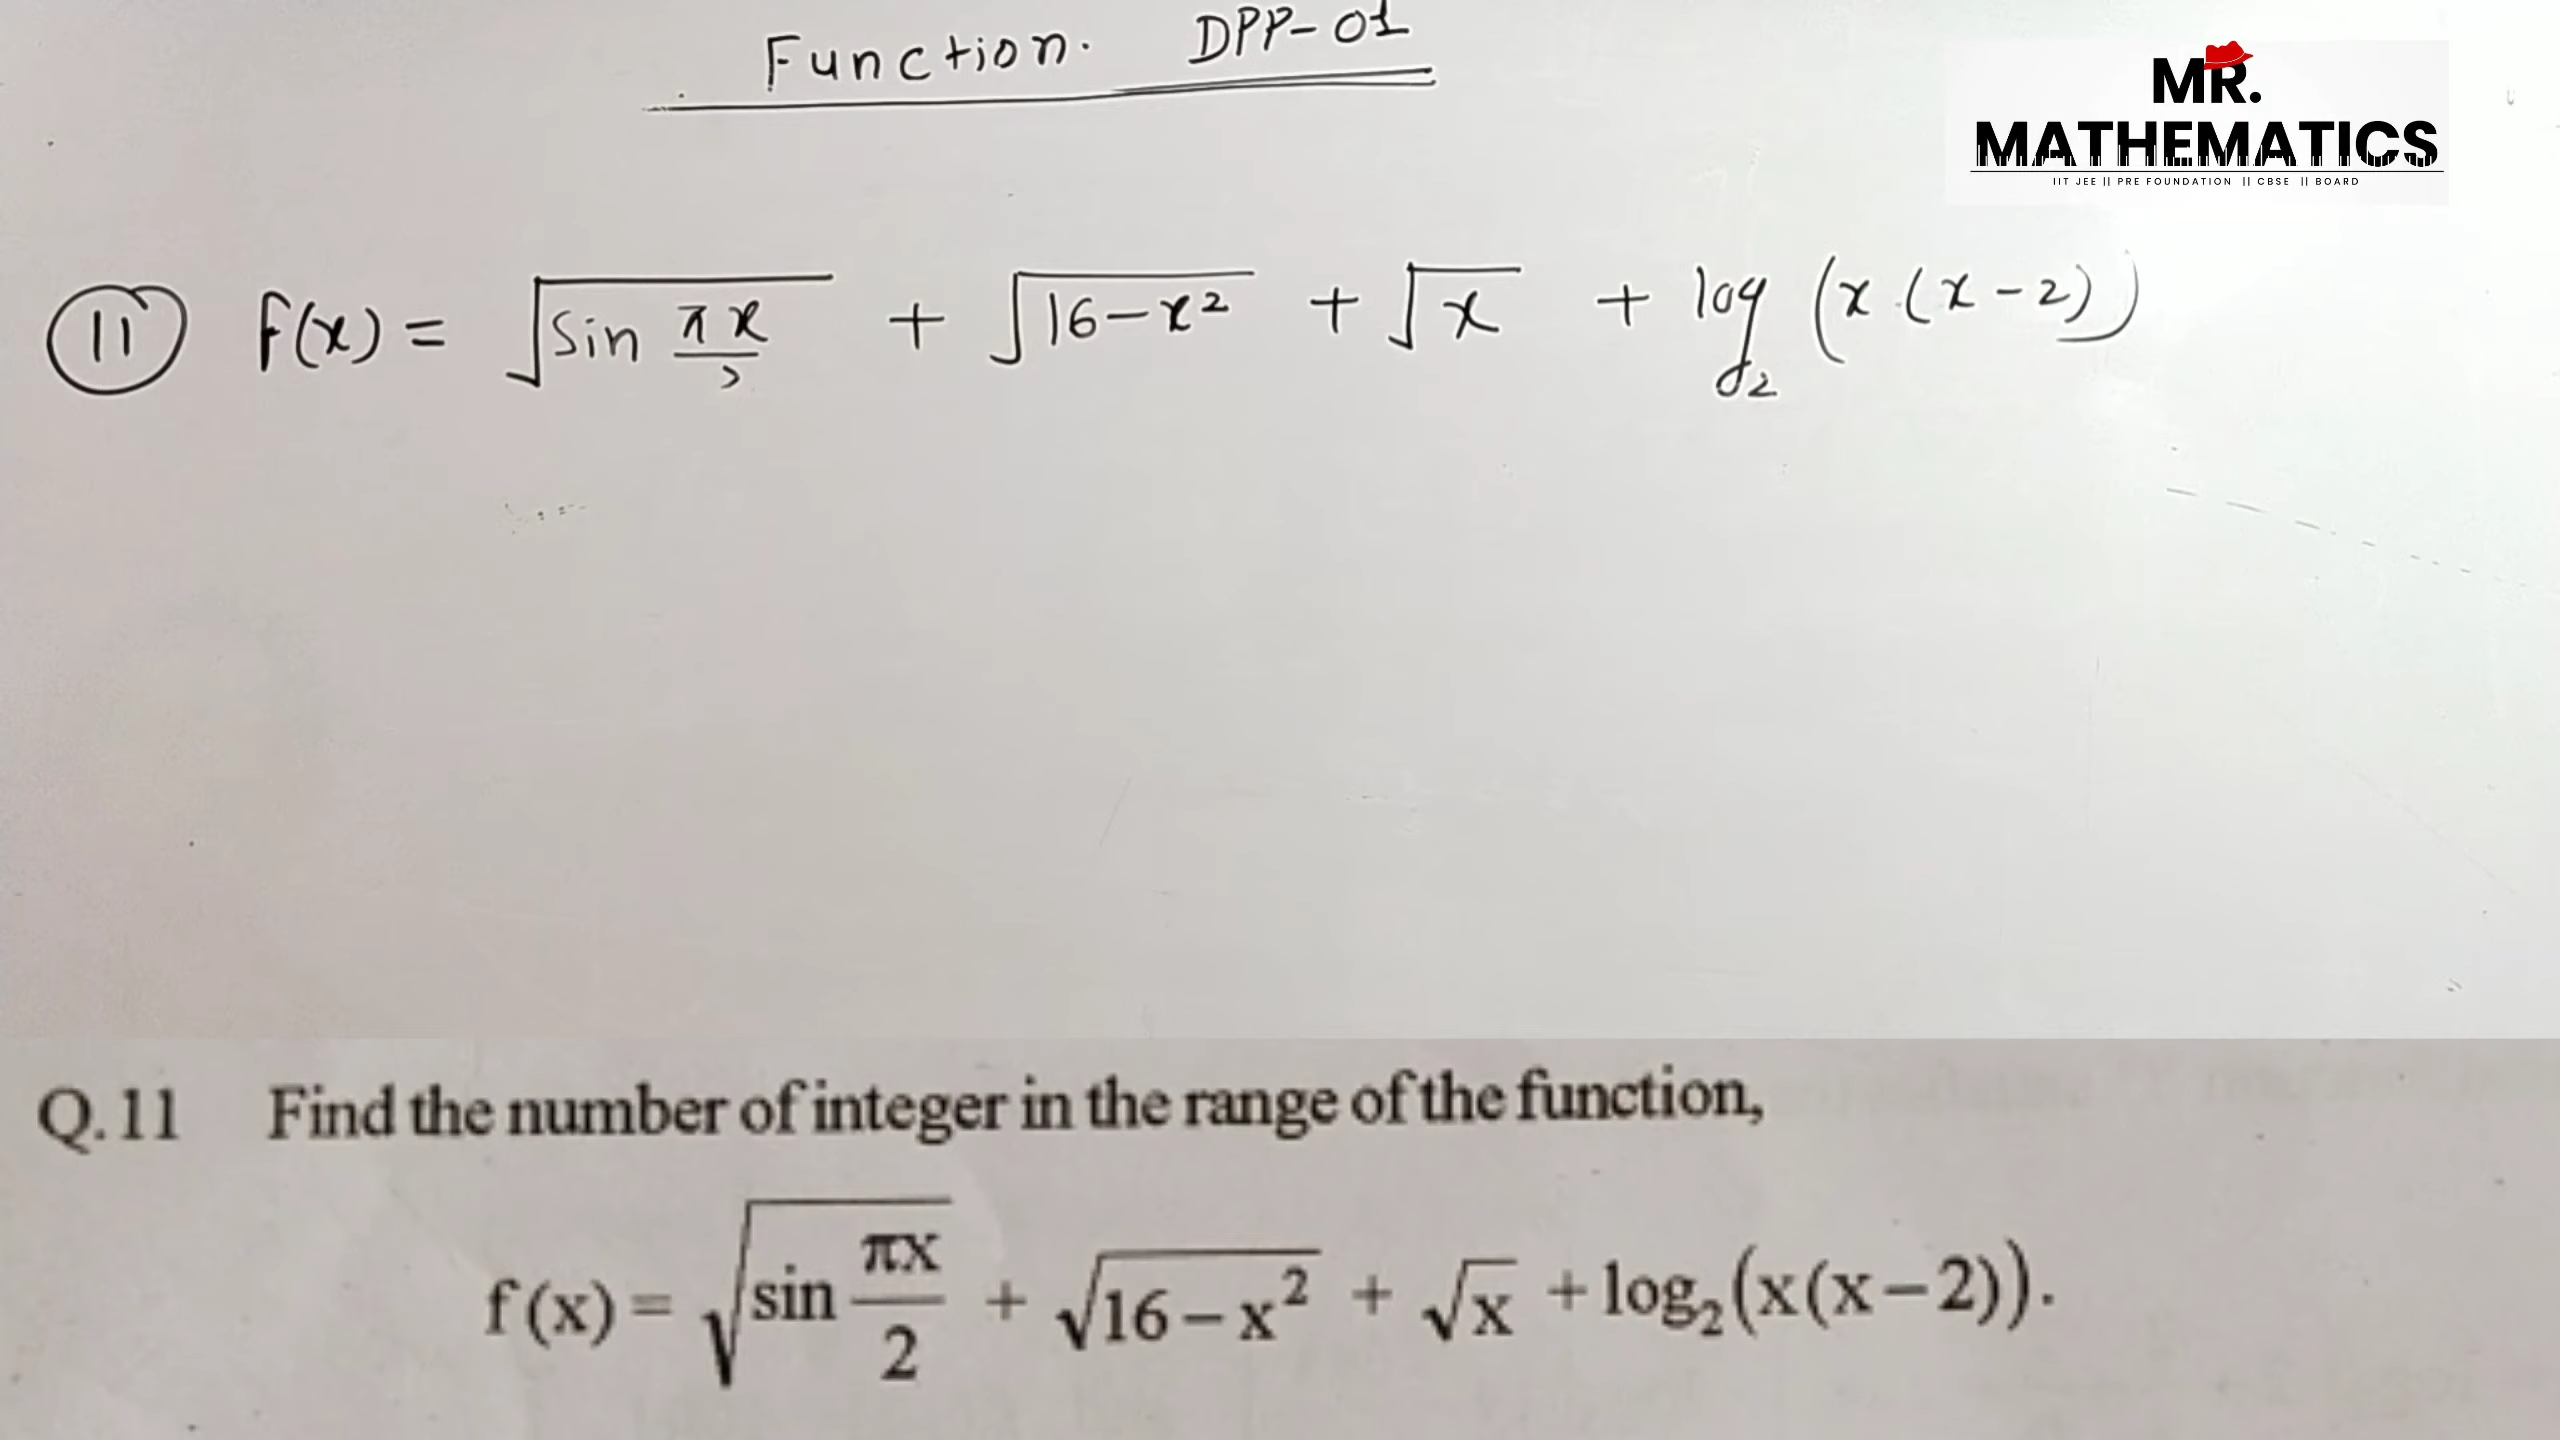 Function. DPP-01
MR.
MATHEMATICS
IIT JEE || PRE FOUNDATION || CBSE || BOARD
11 f(x) = √(sin πx/2) + √(16-x²) + √x + log₂ (x(x-2))
Q.11 Find the number of integer in the range of the function,
f(x) = √(sin πx/2) + √(16-x²) + √x + log₂(x(x-2)).